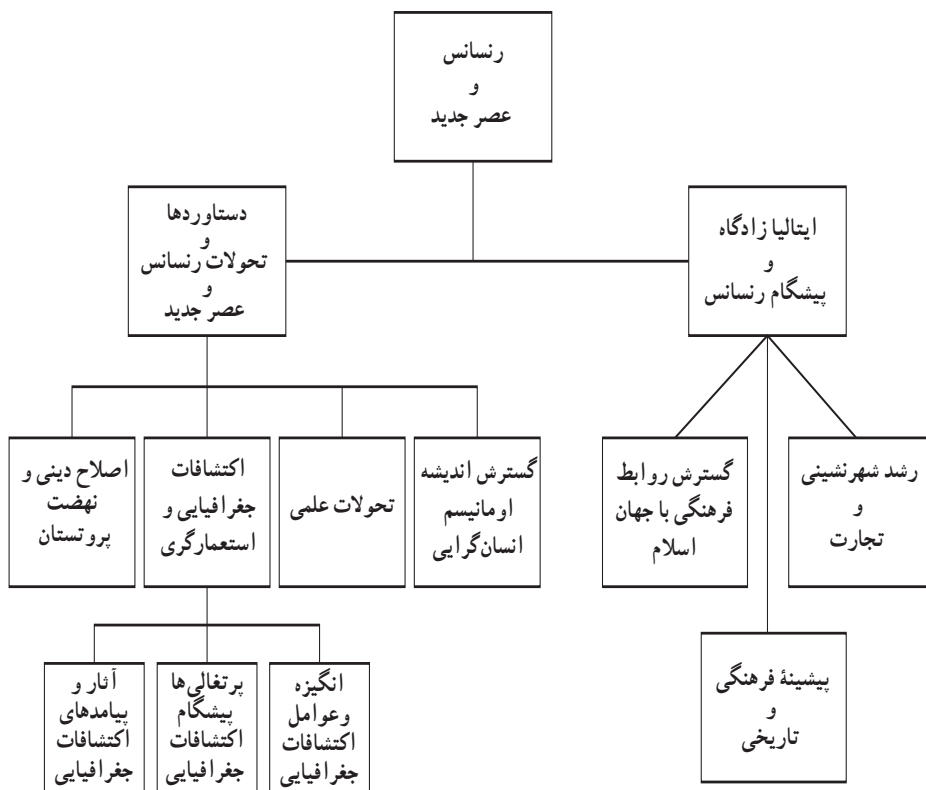 رنسانس
و
عصر جدید
ایتالیا زادگاه
و
پیشگام رنسانس
دستاوردها
و
تحولات رنسانس
و
عصر جدید
رشد شهرنشینی
و
تجارت
گسترش روابط
فرهنگی با جهان
اسلام
پیشینهٔ فرهنگی
و
تاریخی
گسترش اندیشه
اومانیسم
انسان‌گرایی
تحولات علمی
اکتشافات
جغرافیایی و
استعمارگری
اصلاح دینی و
نهضت
پروتستان
انگیزه
وعوامل
اکتشافات
جغرافیایی
پرتغالی‌ها
پیشگام
اکتشافات
جغرافیایی
آثار و
پیامدهای
اکتشافات
جغرافیایی